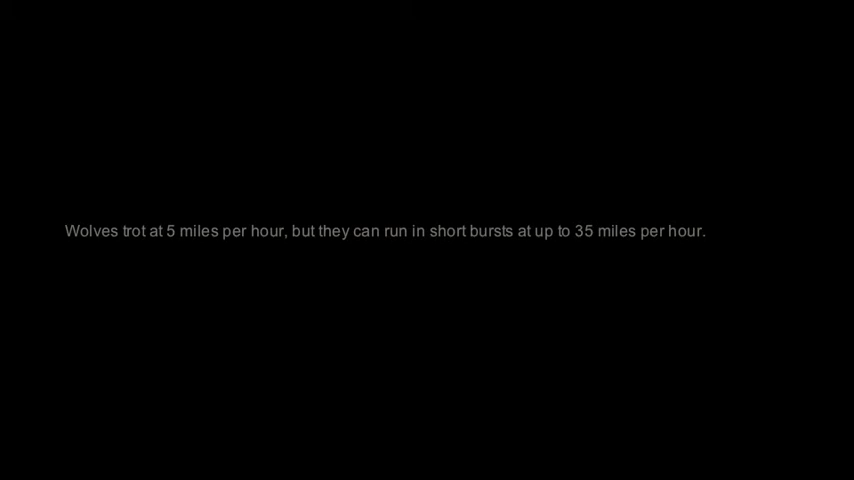 Wolves trot at 5 miles per hour, but they can run in short bursts at up to 35 miles per hour.